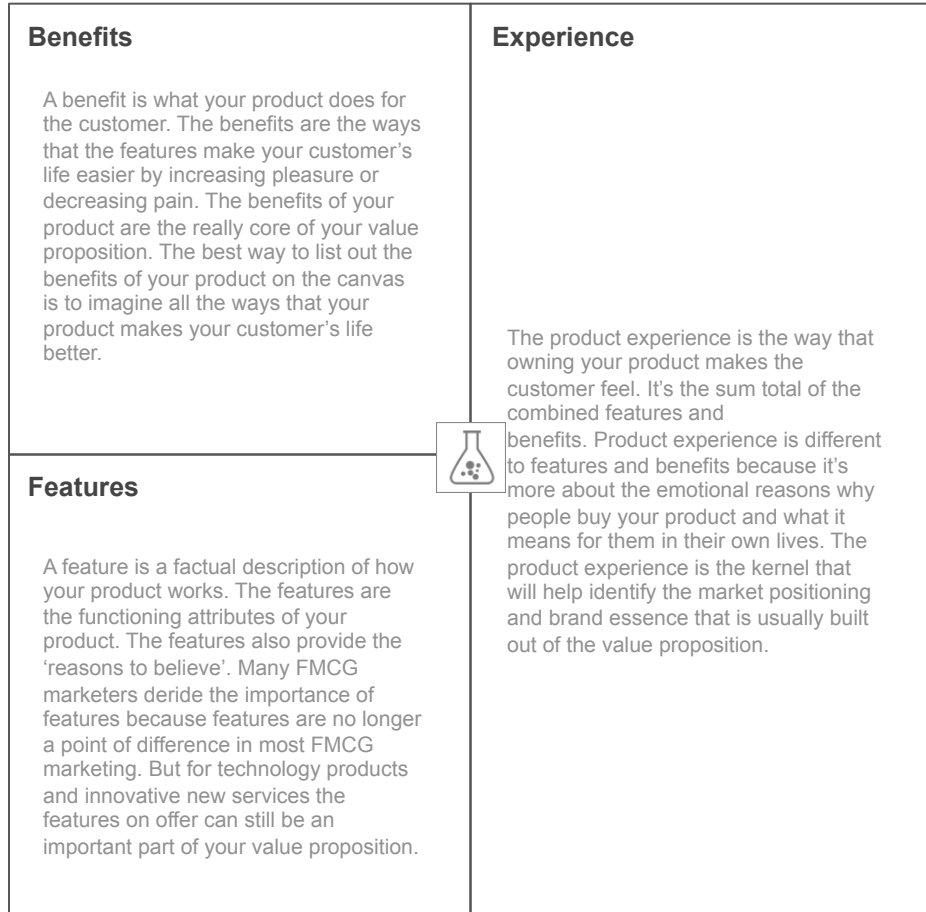 Benefits
A benefit is what your product does for
the customer. The benefits are the ways
that the features make your customer’s
life easier by increasing pleasure or
decreasing pain. The benefits of your
product are the really core of your value
proposition. The best way to list out the
benefits of your product on the canvas
is to imagine all the ways that your
product makes your customer’s life
better.
Features
A feature is a factual description of how
your product works. The features are
the functioning attributes of your
product. The features also provide the
‘reasons to believe’. Many FMCG
marketers deride the importance of
features because features are no longer
a point of difference in most FMCG
marketing. But for technology products
and innovative new services the
features on offer can still be an
important part of your value proposition.
Experience
The product experience is the way that
owning your product makes the
customer feel. It’s the sum total of the
combined features and
benefits. Product experience is different
to features and benefits because it’s
more about the emotional reasons why
people buy your product and what it
means for them in their own lives. The
product experience is the kernel that
will help identify the market positioning
and brand essence that is usually built
out of the value proposition.